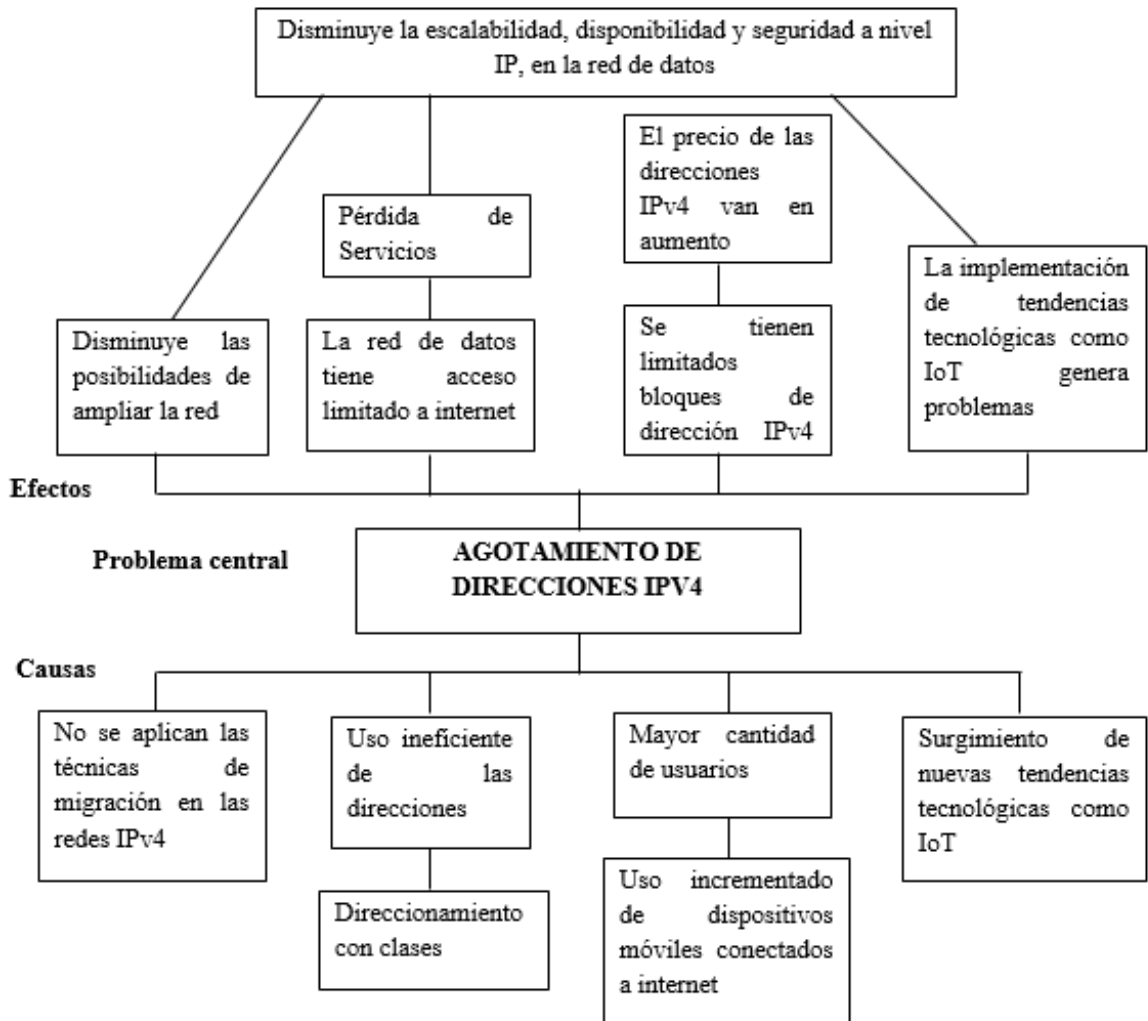 Disminuye la escalabilidad, disponibilidad y seguridad a nivel
IP, en la red de datos
El precio de las
direcciones
IPv4 van en
aumento
Pérdida de
Servicios
La implementación
de tendencias
tecnológicas como
IoT genera
problemas
Disminuye las
posibilidades de
ampliar la red
La red de datos
tiene acceso
limitado a internet
Se tienen
limitados
bloques de
dirección IPv4
Efectos
Problema central
AGOTAMIENTO DE
DIRECCIONES IPV4
Causas
No se aplican las
técnicas de
migración en las
redes IPv4
Uso ineficiente
de las
direcciones
Mayor cantidad
de usuarios
Surgimiento de
nuevas tendencias
tecnológicas como
IoT
Direccionamiento
con clases
Uso incrementado
de dispositivos
móviles conectados
a internet